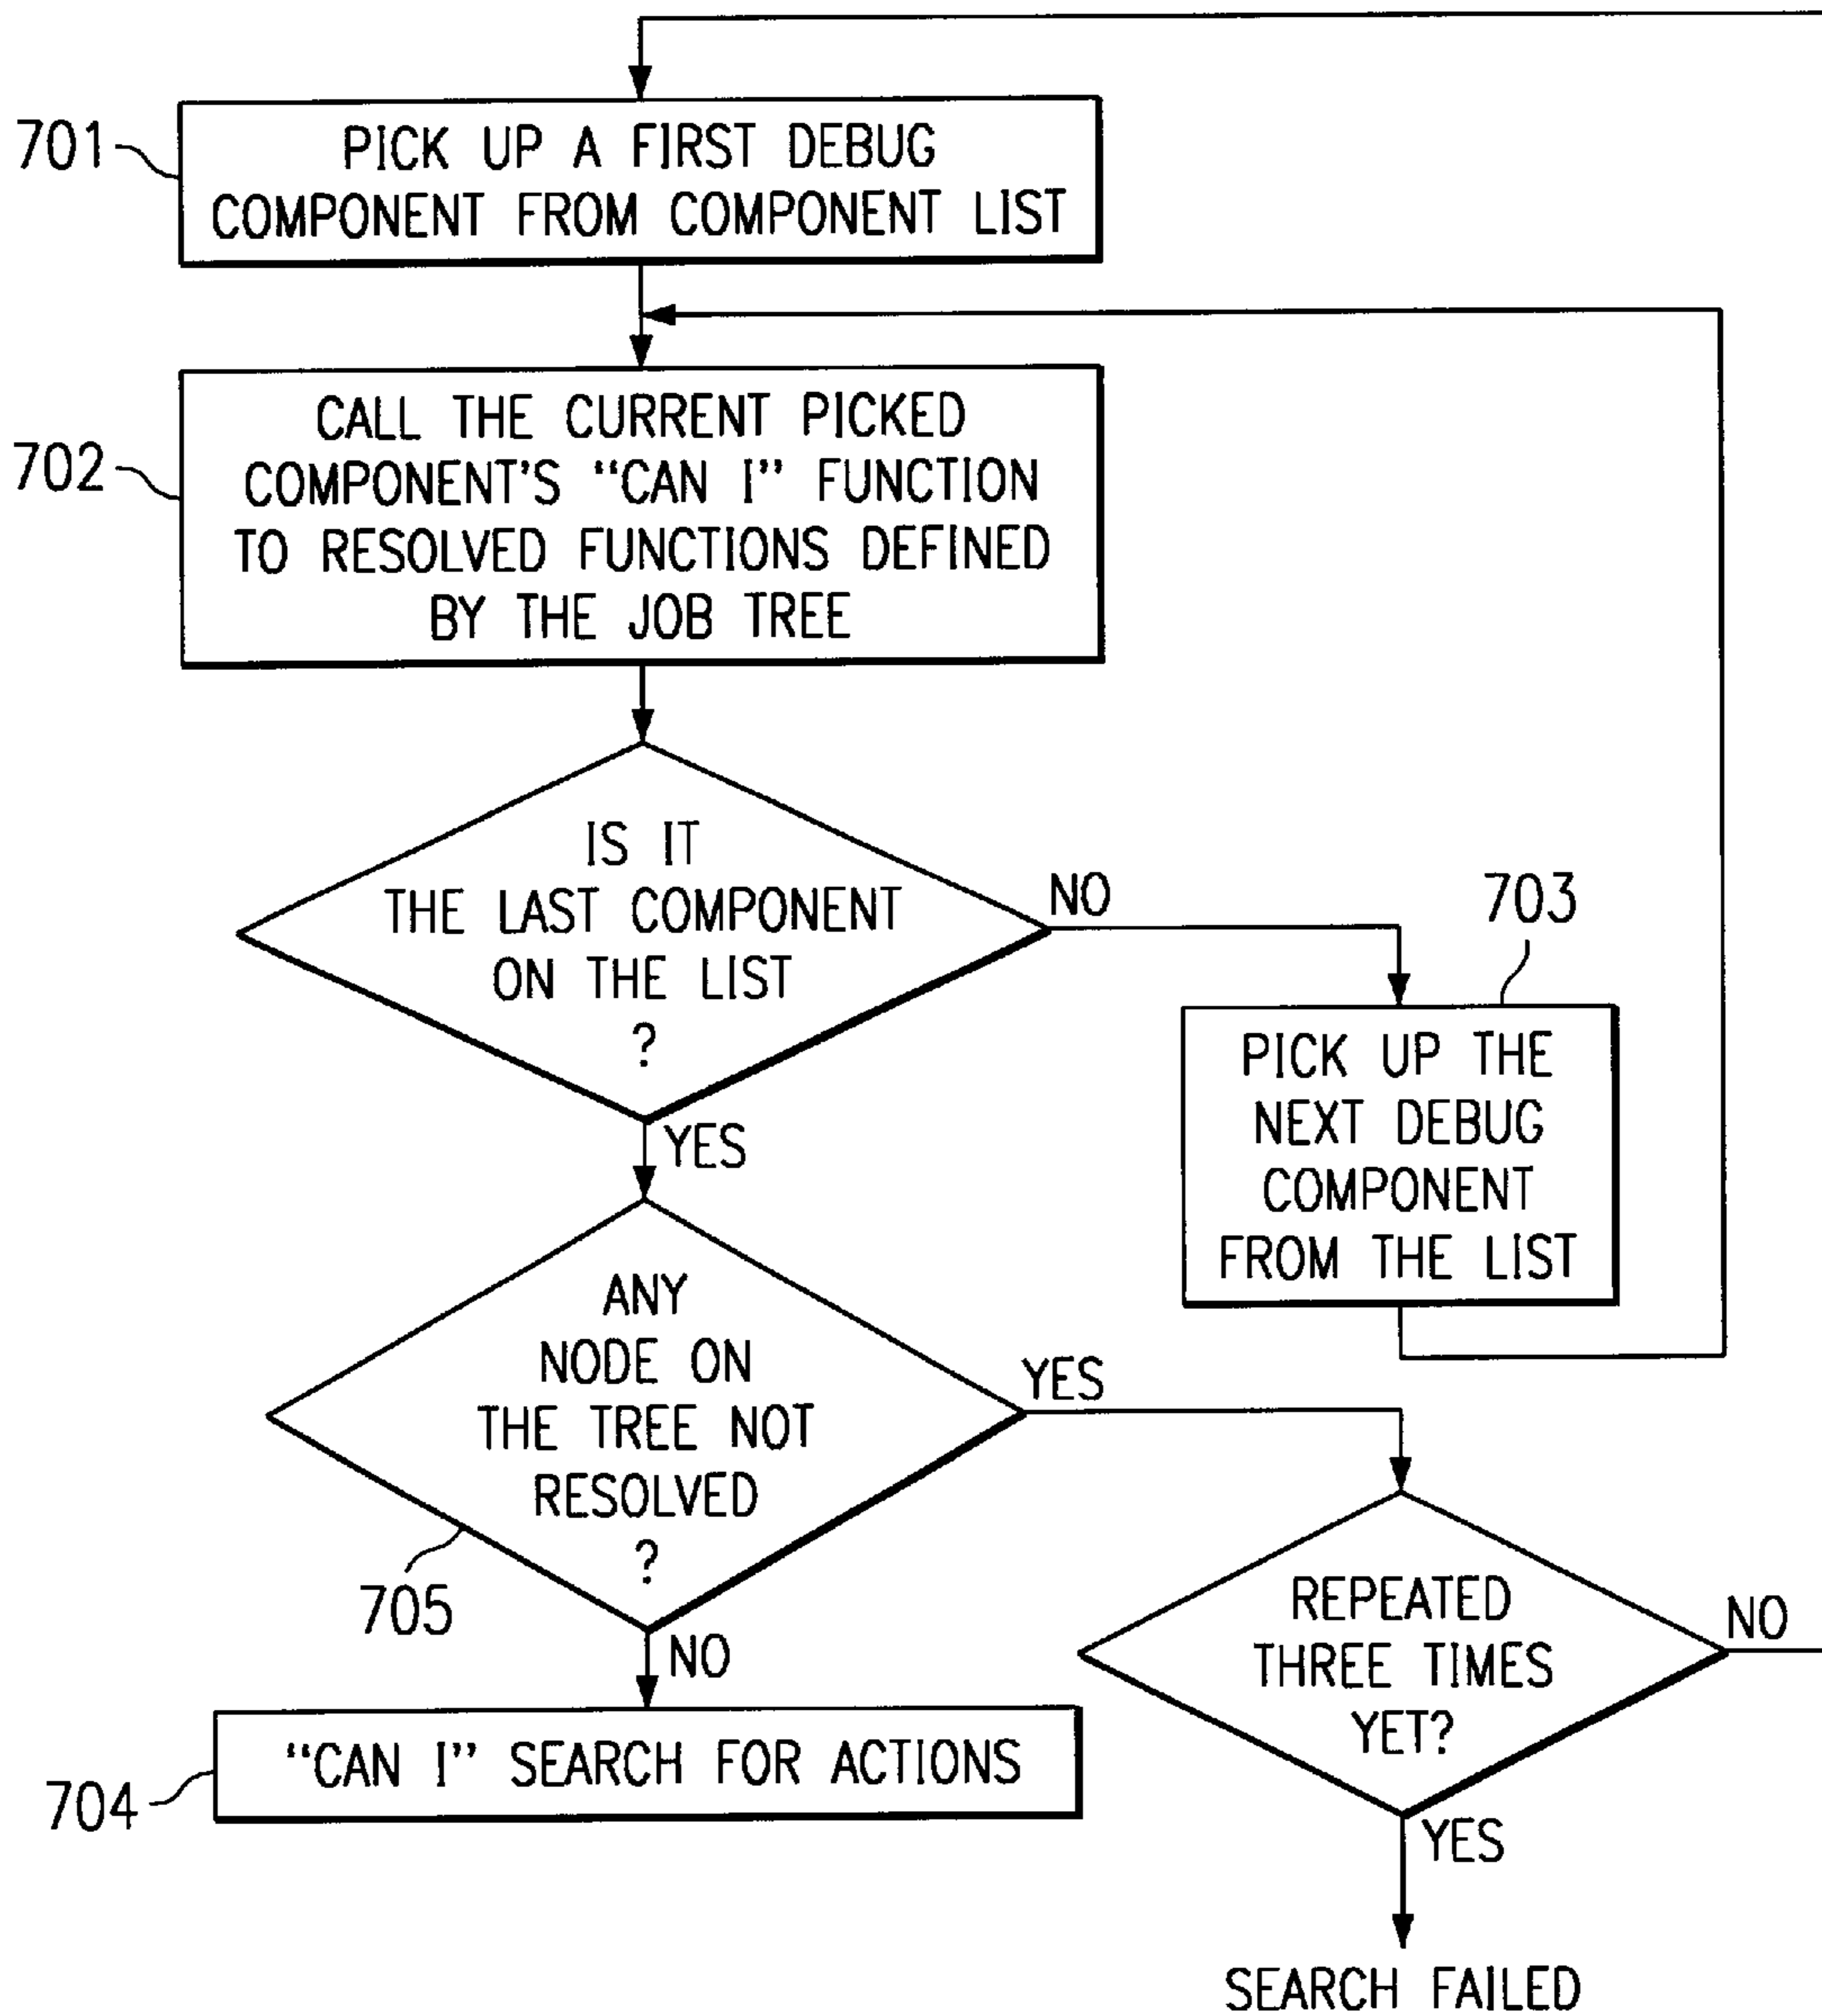 701
PICK UP A FIRST DEBUG
COMPONENT FROM COMPONENT LIST
702
CALL THE CURRENT PICKED
COMPONENT'S "CAN I" FUNCTION
TO RESOLVED FUNCTIONS DEFINED
BY THE JOB TREE
IS IT
THE LAST COMPONENT
ON THE LIST
?
NO
703
PICK UP THE
NEXT DEBUG
COMPONENT
FROM THE LIST
YES
ANY
NODE ON
THE TREE NOT
RESOLVED
?
705
YES
REPEATED
THREE TIMES
YET?
NO
NO
704
"CAN I" SEARCH FOR ACTIONS
YES
SEARCH FAILED